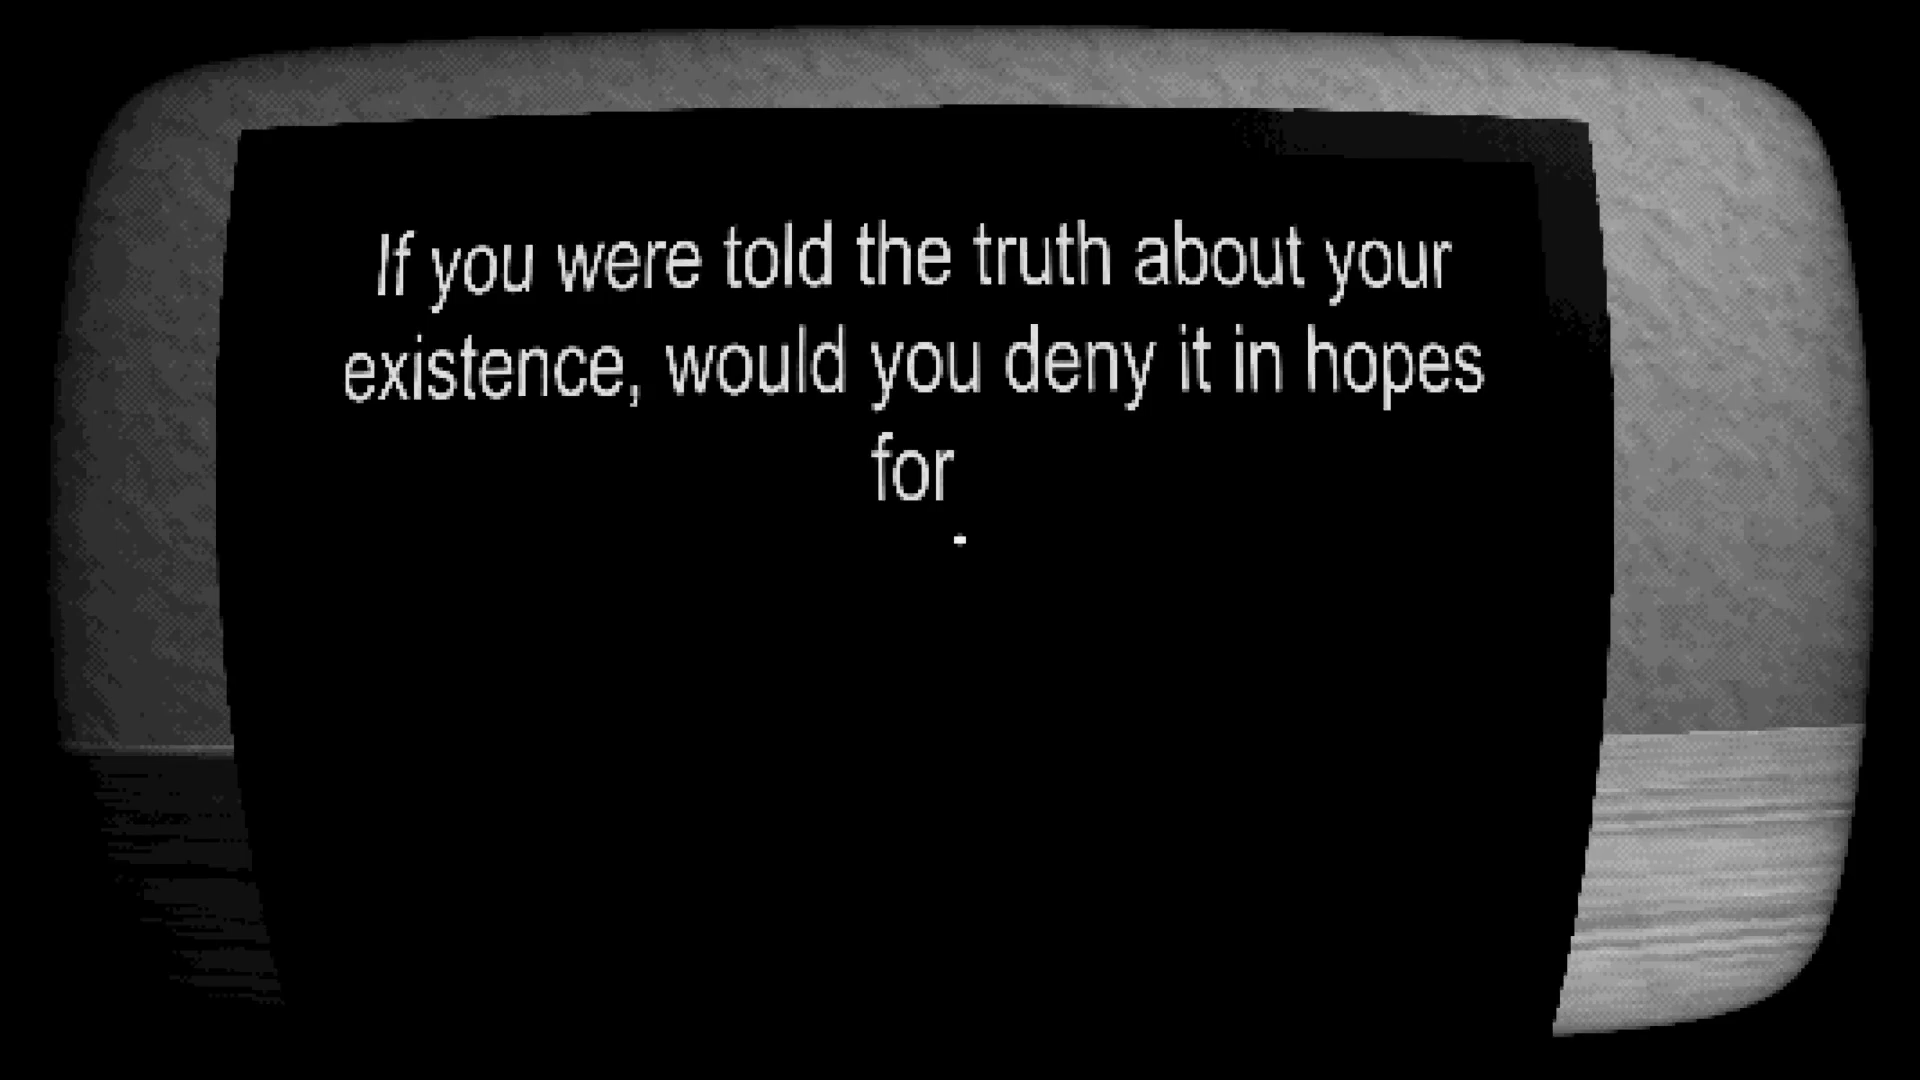 If you were told the truth about your
existence, would you deny it in hopes
for